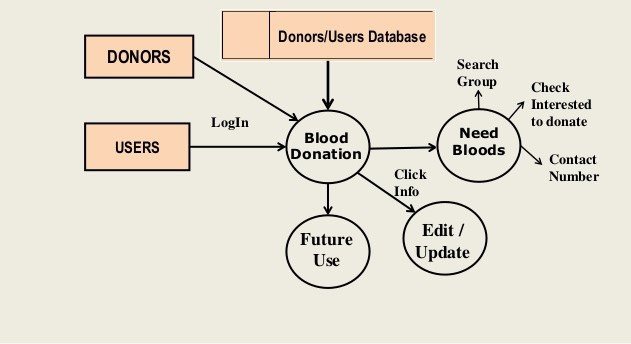 Donors/Users Database
DONORS
Search
Group
Check
Interested
to donate
LogIn
USERS
Blood
Donation
Need
Bloods
Contact
Number
Click
Info
Future
Use
Edit /
Update